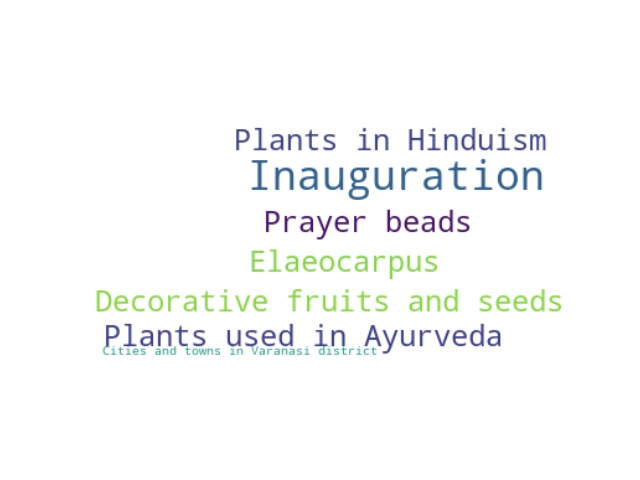 Plants in Hinduism
Inauguration
Prayer beads
Elaeocarpus
Decorative fruits and seeds
Plants used in Ayurveda
Cities and towns in Varanasi district